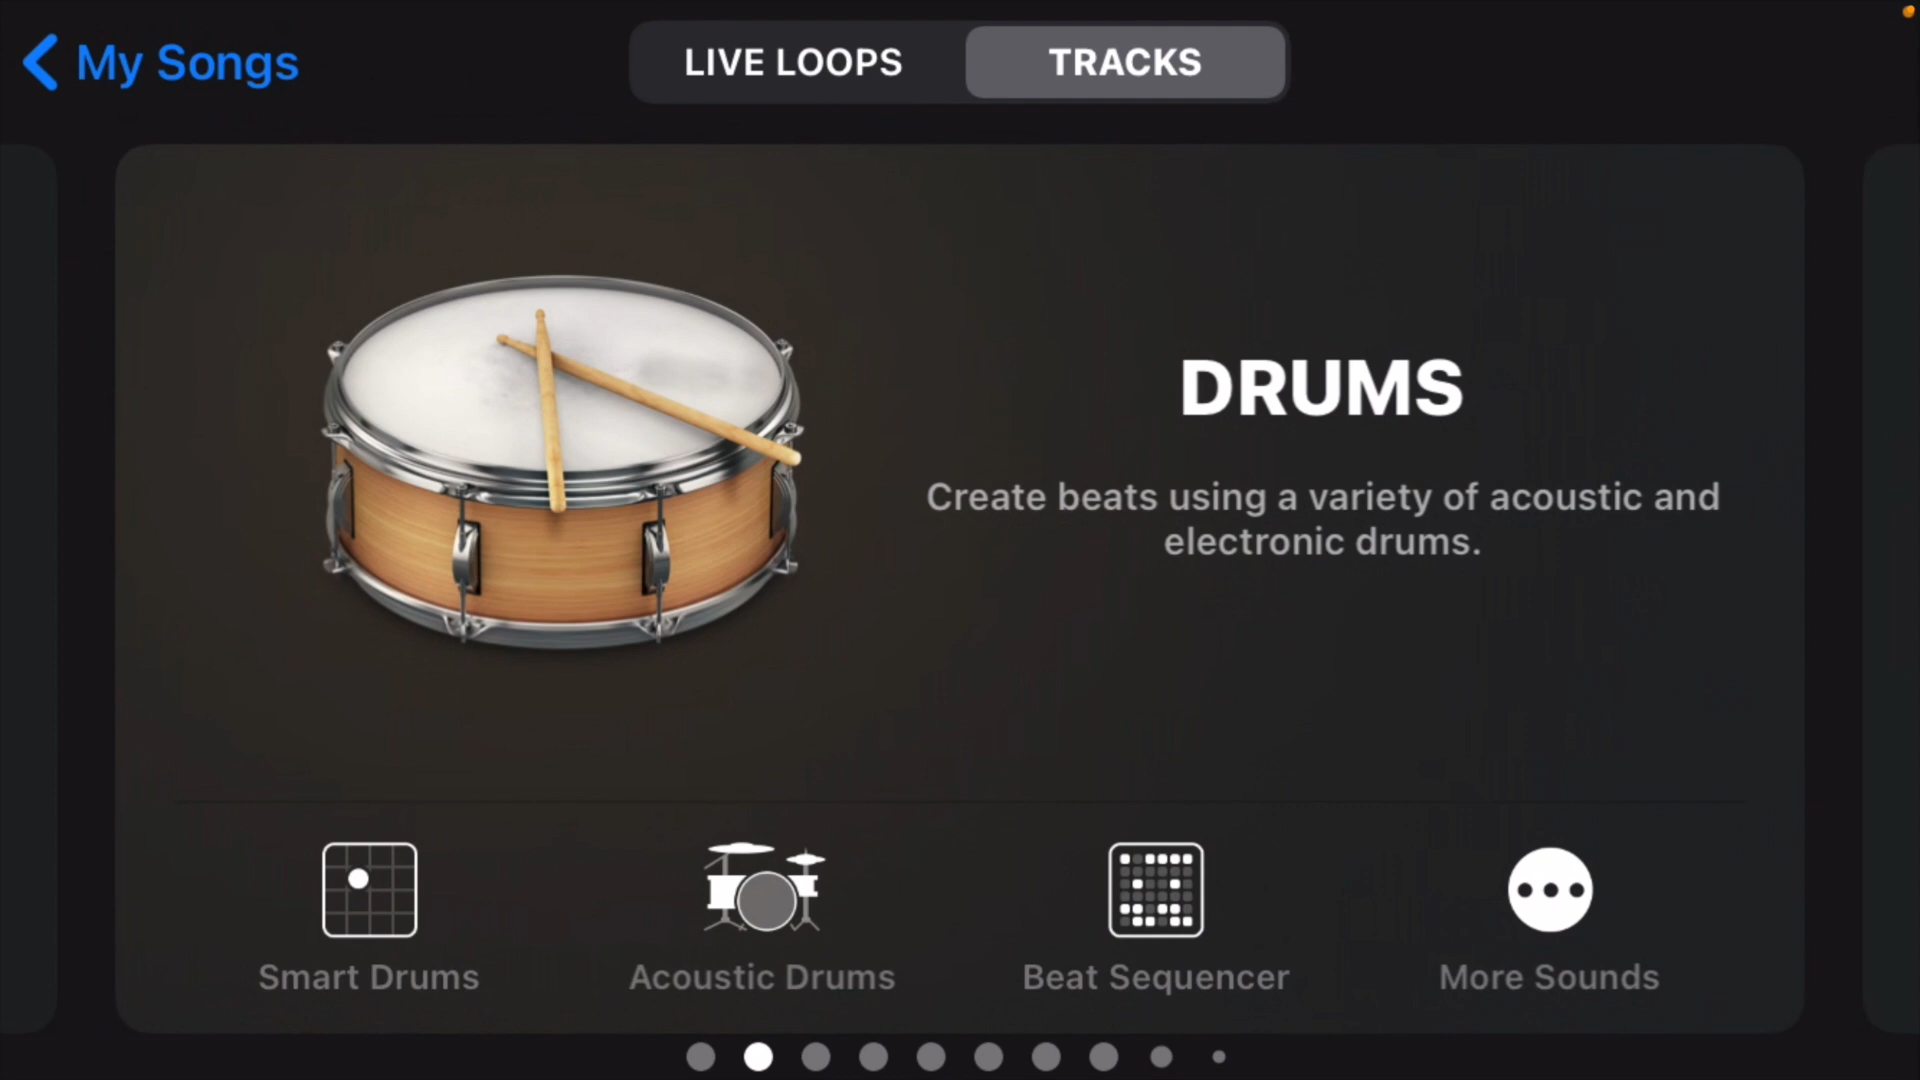 My Songs
LIVE LOOPS
TRACKS
DRUMS
Create beats using a variety of acoustic and
electronic drums.
Smart Drums
Acoustic Drums
Beat Sequencer
More Sounds